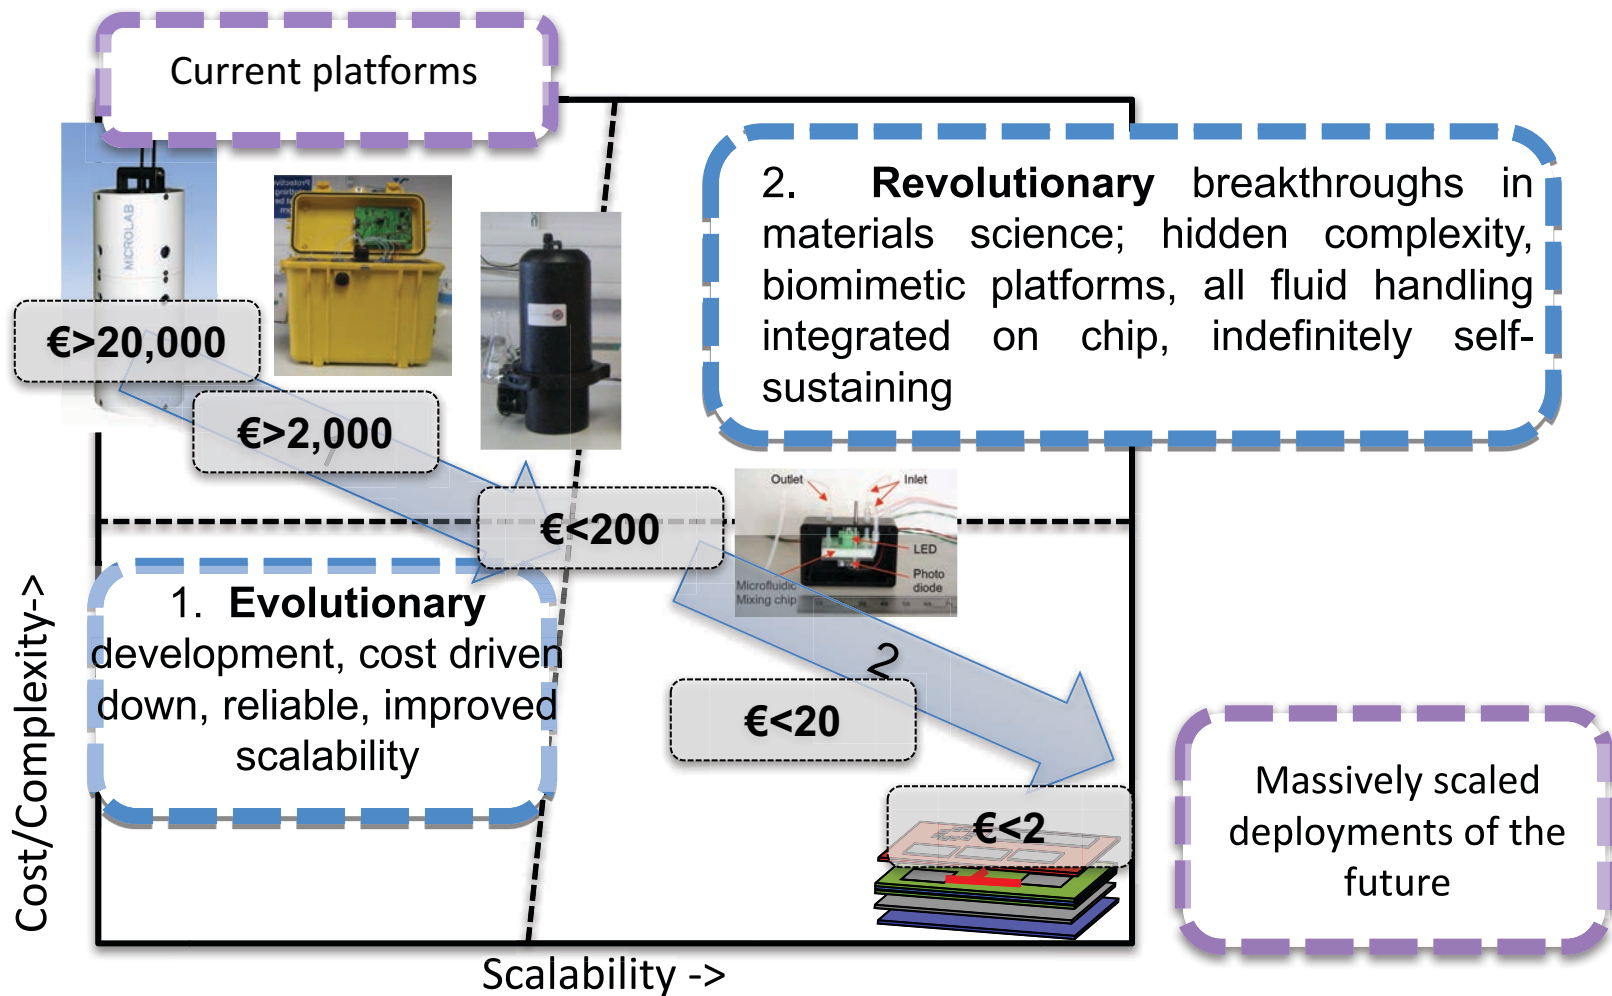 Current platforms
MICROLAB
Protective
€>20,000
€>2,000
€<200
2. Revolutionary breakthroughs in
materials science; hidden complexity,
biomimetic platforms, all fluid handling
integrated on chip, indefinitely self-
sustaining
Outlet
Inlet
LED
Photo
diode
Microfluidic
Mixing chip
1. Evolutionary
development, cost driven
down, reliable, improved
scalability
2
€<20
€<2
Massively scaled
deployments of the
future
Cost/Complexity->
Scalability ->